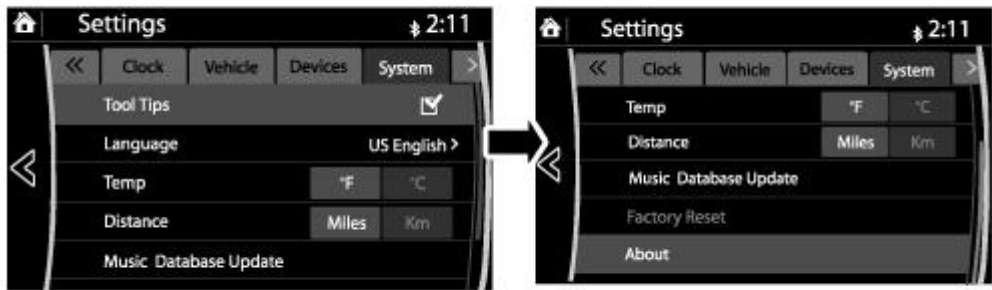 Settings 2:11
« Clock Vehicle Devices System >
Tool Tips
Language US English >
Temp °F °C
Distance Miles Km
Music Database Update
Settings 2:11
« Clock Vehicle Devices System >
Temp °F °C
Distance Miles Km
Music Database Update
Factory Reset
About